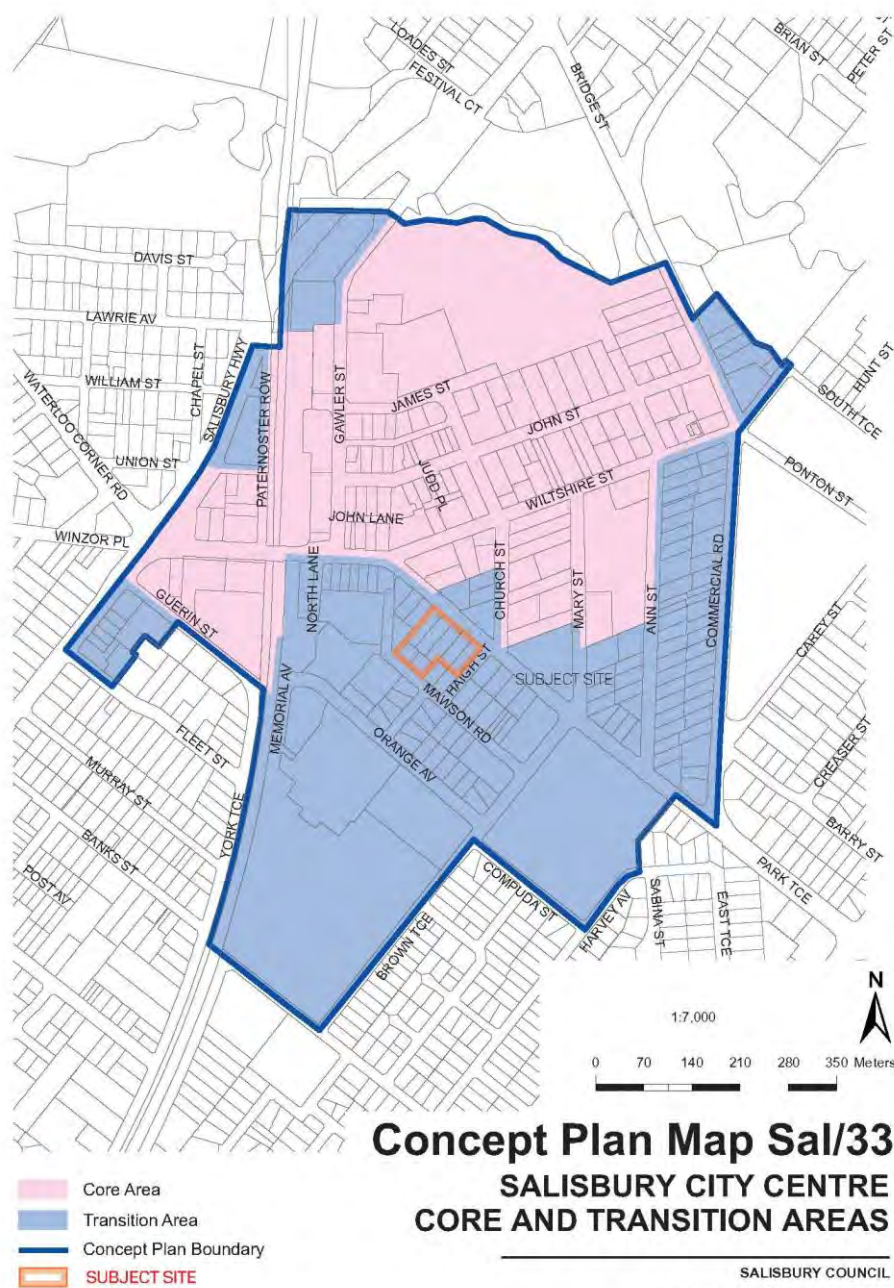 LOADES ST
FESTIVAL CT
BRIDGE ST
BRIAN ST
PETER ST
DAVIS ST
LAWRIE AV
CHAPEL ST
SALISBURY HWY
WILLIAM ST
WATERLOO CORNER RD
UNION ST
WINZOR PL
PATERNOSTER ROW
GAWLER ST
JAMES ST
JOHN ST
JUDD PL
WILTSHIRE ST
JOHN LANE
HUNT ST
SOUTH TCE
PONTON ST
COMMERCIAL RD
GUERIN ST
NORTH LANE
CHURCH ST
MARY ST
ANN ST
CAREY ST
HAIGH ST
SUBJECT SITE
MAWSON RD
MEMORIAL AV
ORANGE AV
FLEET ST
CREASER ST
MURRAY ST
BANKS ST
POST AV
YORK TCE
BARRY ST
PARK TCE
COMPUDA ST
BROWN TCE
HARVEY AV
SABINA ST
EAST TCE
N
1:7,000
0 70 140 210 280 350 Meters
Concept Plan Map Sal/33
SALISBURY CITY CENTRE
CORE AND TRANSITION AREAS
SALISBURY COUNCIL
Core Area
Transition Area
Concept Plan Boundary
SUBJECT SITE